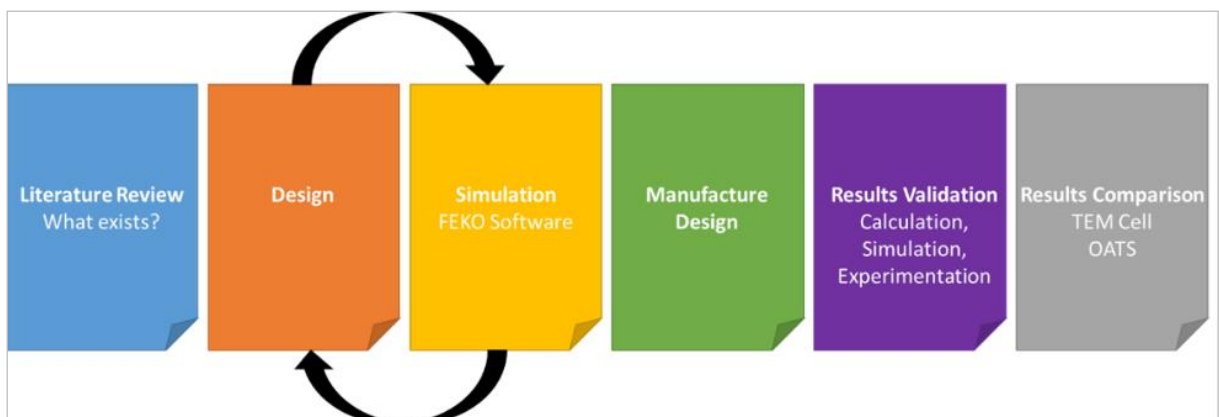 Literature Review
What exists?
Design
Simulation
FEKO Software
Manufacture
Design
Results Validation
Calculation,
Simulation,
Experimentation
Results Comparison
TEM Cell
OATS